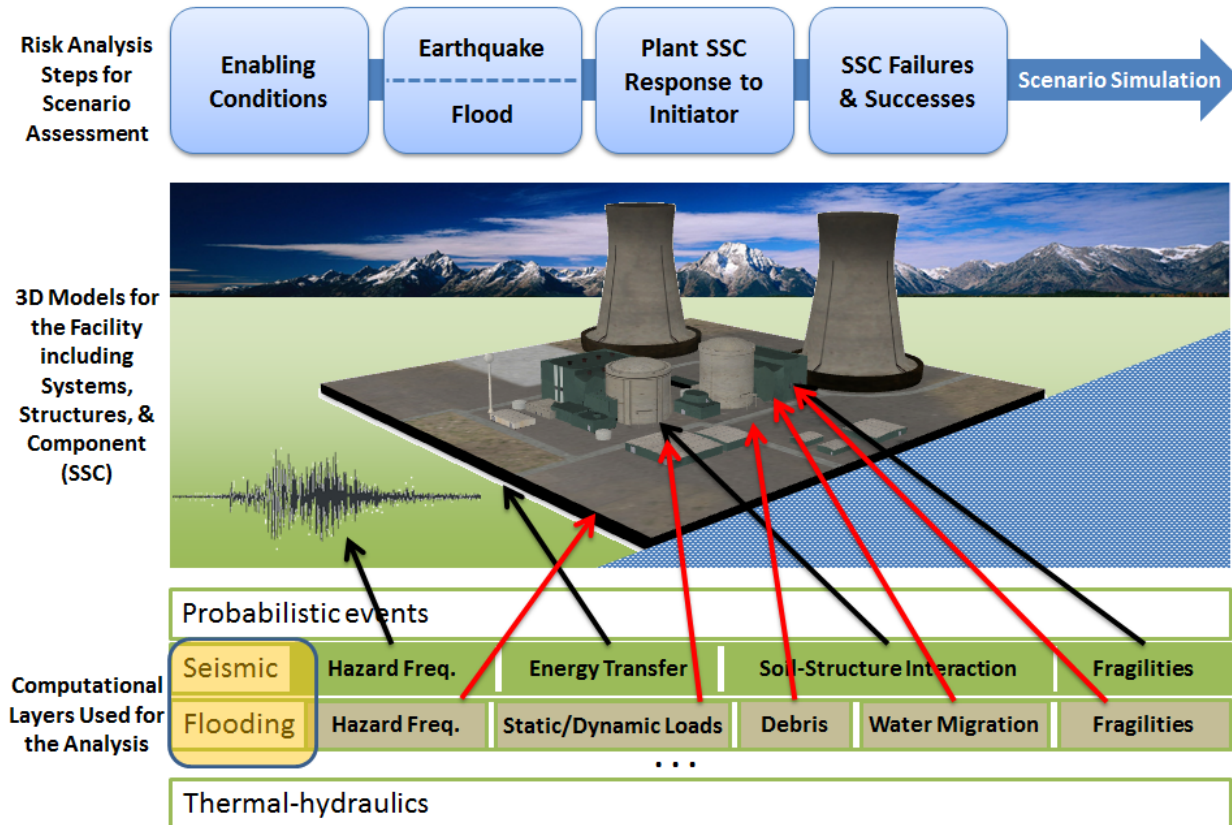 Risk Analysis
Steps for
Scenario
Assessment
Enabling
Conditions
Earthquake
Flood
Plant SSC
Response to
Initiator
SSC Failures
& Successes
Scenario Simulation
3D Models for
the Facility
including
Systems,
Structures, &
Component
(SSC)
Probabilistic events
Computational
Layers Used for
the Analysis
Seismic
Hazard Freq.
Energy Transfer
Soil-Structure Interaction
Fragilities
Flooding
Hazard Freq.
Static/Dynamic Loads
Debris
Water Migration
Fragilities
. . .
Thermal-hydraulics